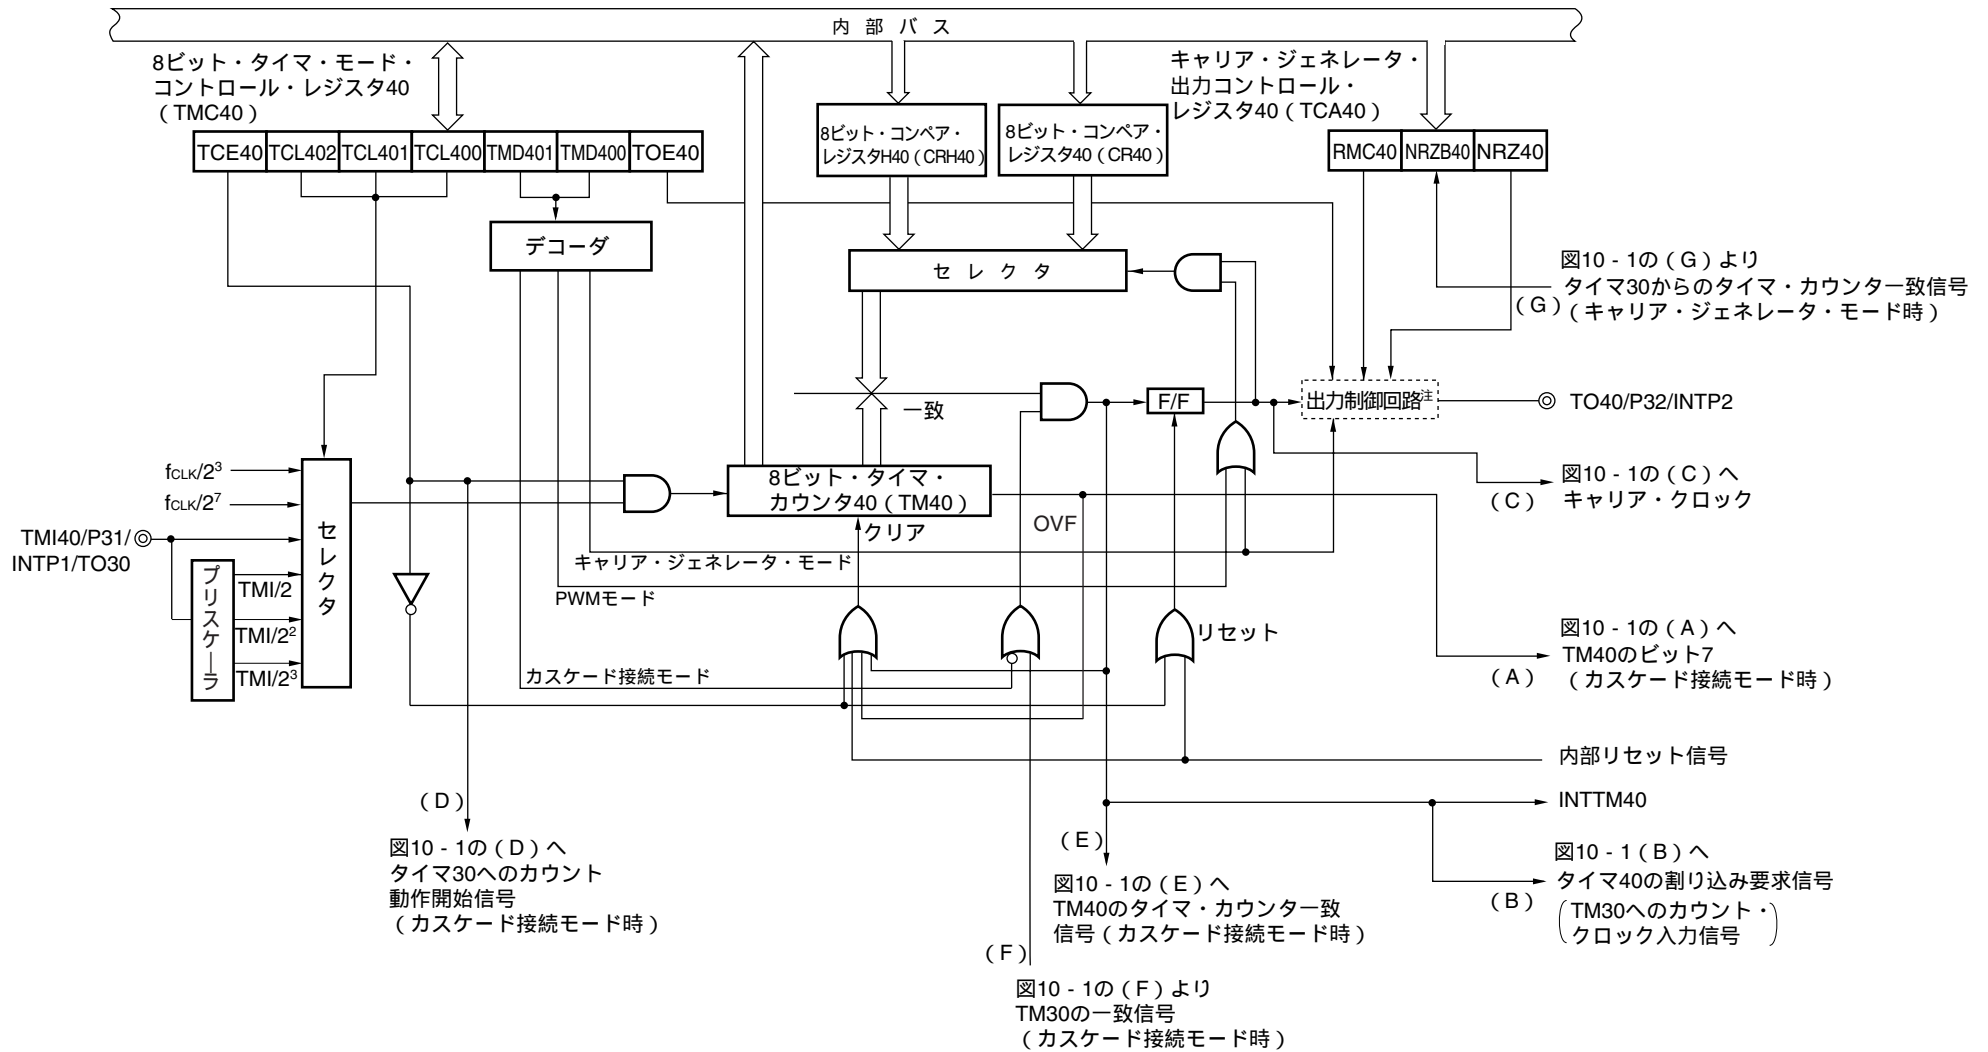 内 部 バ ス
8ビット・タイマ・モード・
コントロール・レジスタ40
（TMC40）
TCE40 TCL402 TCL401 TCL400 TMD401 TMD400 TOE40
8ビット・コンペア・
レジスタH40（CRH40）
8ビット・コンペア・
レジスタ40（CR40）
キャリア・ジェネレータ・
出力コントロール・
レジスタ40（TCA40）
RMC40 NRZB40 NRZ40
デコーダ
セ レ ク タ
図10 - 1の（G）より
タイマ30からのタイマ・カウンタ一致信号
（キャリア・ジェネレータ・モード時）
（G）
一致
F/F
出力制御回路注
TO40/P32/INTP2
fCLK/2³
fCLK/2⁷
TMI40/P31/
INTP1/TO30
プリスケーラ
TMI/2
TMI/2²
TMI/2³
セレクタ
8ビット・タイマ・
カウンタ40（TM40）
クリア
OVF
図10 - 1の（C）へ
キャリア・クロック
（C）
キャリア・ジェネレータ・モード
PWMモード
カスケード接続モード
リセット
図10 - 1の（A）へ
TM40のビット7
（カスケード接続モード時）
（A）
内部リセット信号
INTTM40
（D）
図10 - 1の（D）へ
タイマ30へのカウント
動作開始信号
（カスケード接続モード時）
（E）
図10 - 1の（E）へ
TM40のタイマ・カウンタ一致
信号（カスケード接続モード時）
図10 - 1（B）へ
タイマ40の割り込み要求信号
（TM30へのカウント・
クロック入力信号）
（B）
（F）
図10 - 1の（F）より
TM30の一致信号
（カスケード接続モード時）